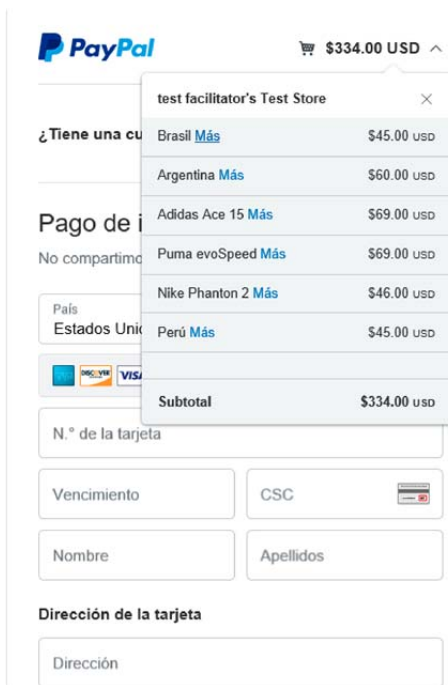 PayPal
$334.00 USD
test facilitator's Test Store
¿Tiene una cu
Brasil Más $45.00 USD
Argentina Más $60.00 USD
Adidas Ace 15 Más $69.00 USD
Puma evoSpeed Más $69.00 USD
Nike Phanton 2 Más $46.00 USD
Perú Más $45.00 USD
Subtotal $334.00 USD
Pago de i
No compartimo
País
Estados Unid
DISCOVER VISA
N.° de la tarjeta
Vencimiento CSC
Nombre Apellidos
Dirección de la tarjeta
Dirección